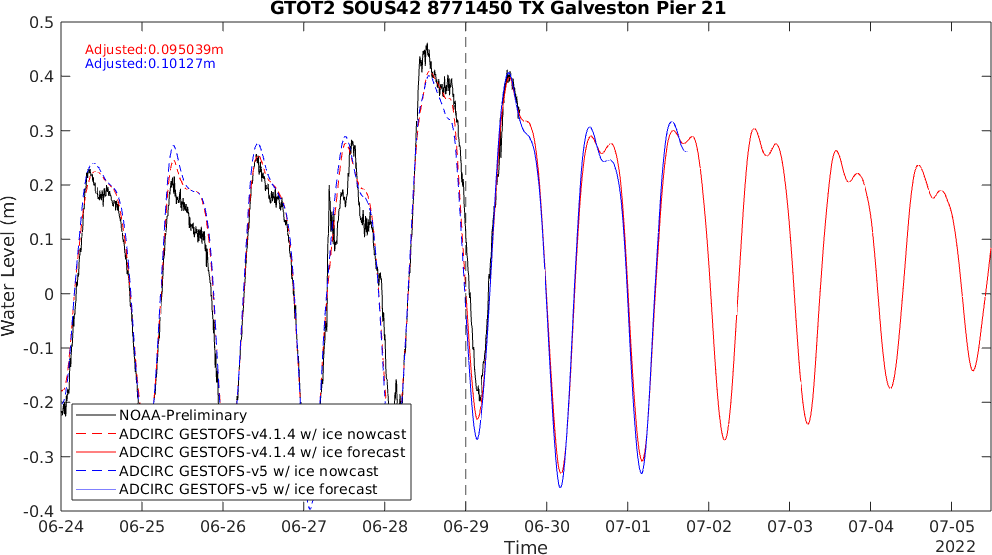 GTOT2 SOUS42 8771450 TX Galveston Pier 21
Adjusted:0.095039m
Adjusted:0.10127m
0.5
0.4
0.3
0.2
0.1
0
-0.1
-0.2
-0.3
-0.4
Water Level (m)
NOAA-Preliminary
ADCIRC GESTOFS-v4.1.4 w/ ice nowcast
ADCIRC GESTOFS-v4.1.4 w/ ice forecast
ADCIRC GESTOFS-v5 w/ ice nowcast
ADCIRC GESTOFS-v5 w/ ice forecast
06-24 06-25 06-26 06-27 06-28 06-29 06-30 07-01 07-02 07-03 07-04 07-05
Time
2022